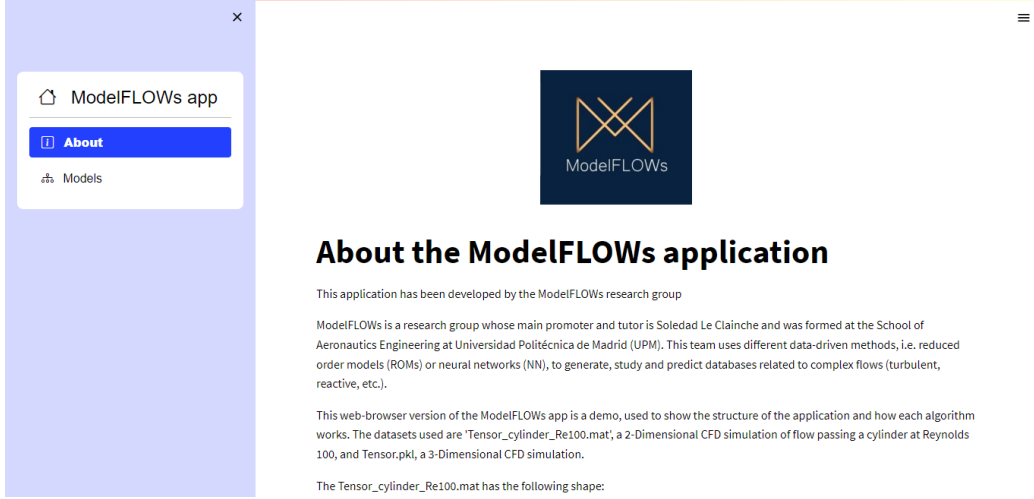 ModelFLOWs app
About
Models
ModelFLOWs
About the ModelFLOWs application
This application has been developed by the ModelFLOWs research group
ModelFLOWs is a research group whose main promoter and tutor is Soledad Le Clainche and was formed at the School of
Aeronautics Engineering at Universidad Politécnica de Madrid (UPM). This team uses different data-driven methods, i.e. reduced
order models (ROMs) or neural networks (NN), to generate, study and predict databases related to complex flows (turbulent,
reactive, etc.).
This web-browser version of the ModelFLOWs app is a demo, used to show the structure of the application and how each algorithm
works. The datasets used are 'Tensor_cylinder_Re100.mat', a 2-Dimensional CFD simulation of flow passing a cylinder at Reynolds
100, and Tensor.pkl, a 3-Dimensional CFD simulation.
The Tensor_cylinder_Re100.mat has the following shape: